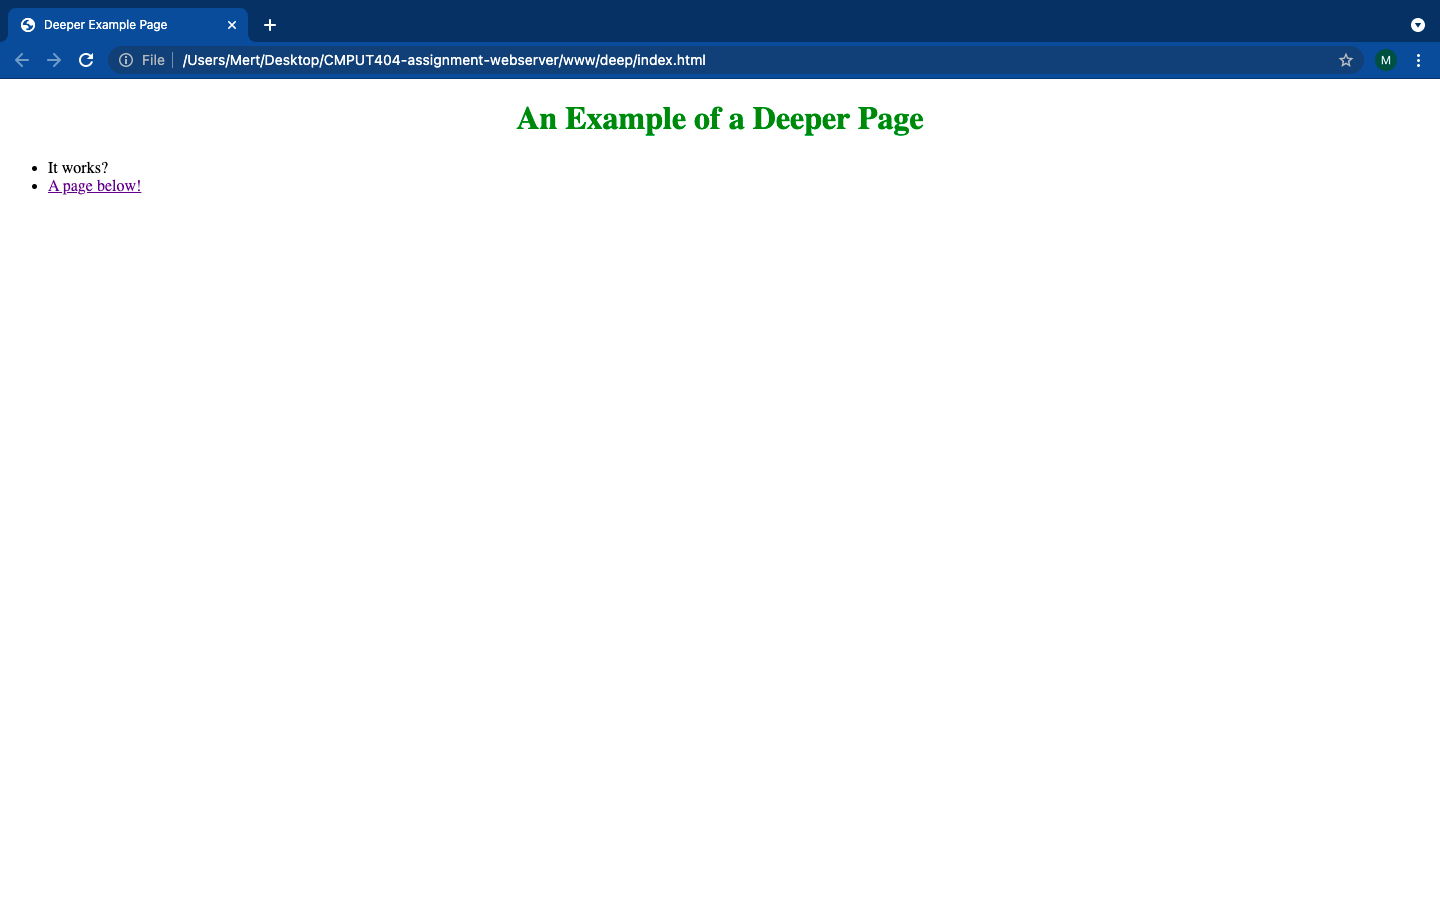 Deeper Example Page
File /Users/Mert/Desktop/CMPUT404-assignment-webserver/www/deep/index.html
M
An Example of a Deeper Page
It works?
A page below!